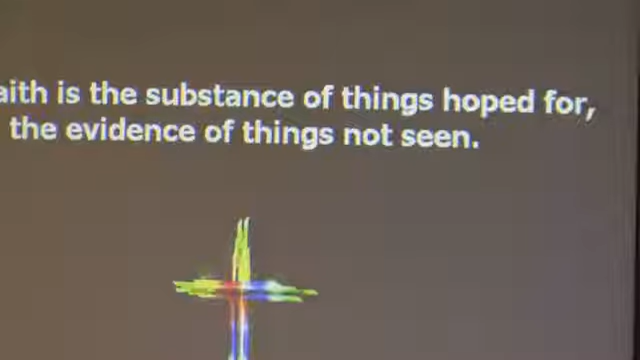 aith is the substance of things hoped for,
the evidence of things not seen.